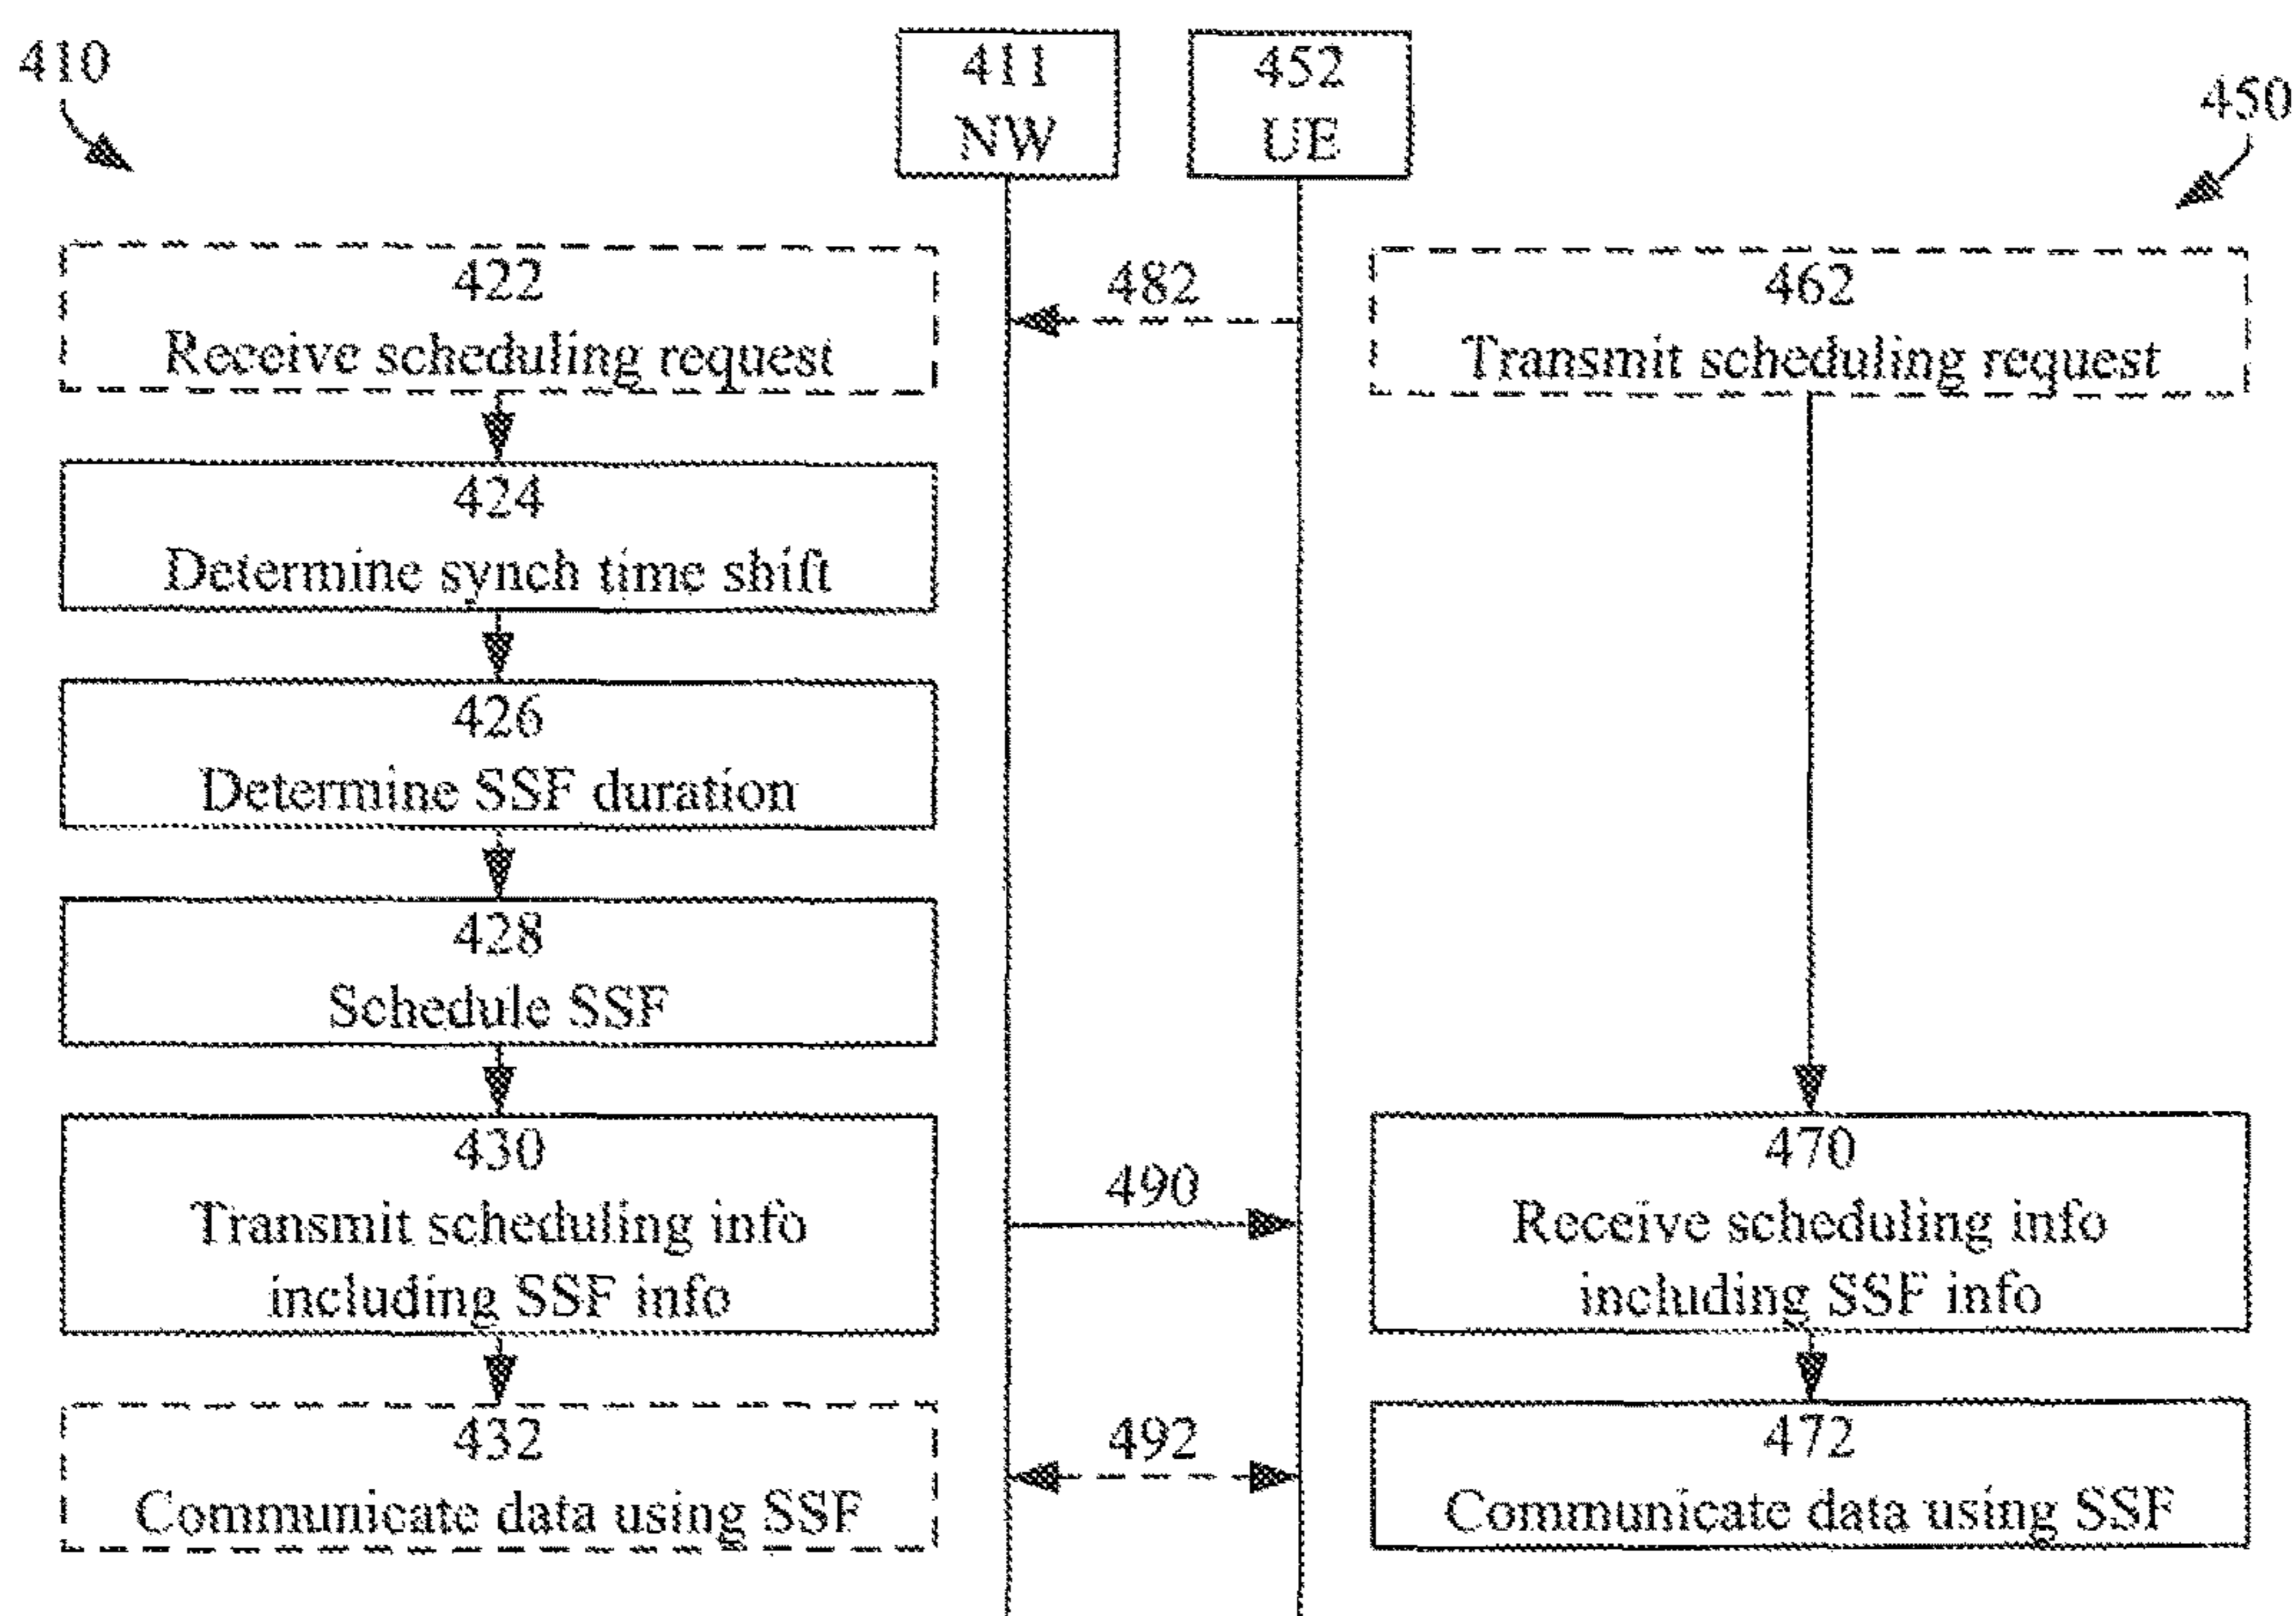 410
411
NW
452
UE
450
422
Receive scheduling request
482
462
Transmit scheduling request
424
Determine synch time shift
426
Determine SSF duration
428
Schedule SSF
430
Transmit scheduling info
including SSF info
490
470
Receive scheduling info
including SSF info
432
Communicate data using SSF
492
472
Communicate data using SSF